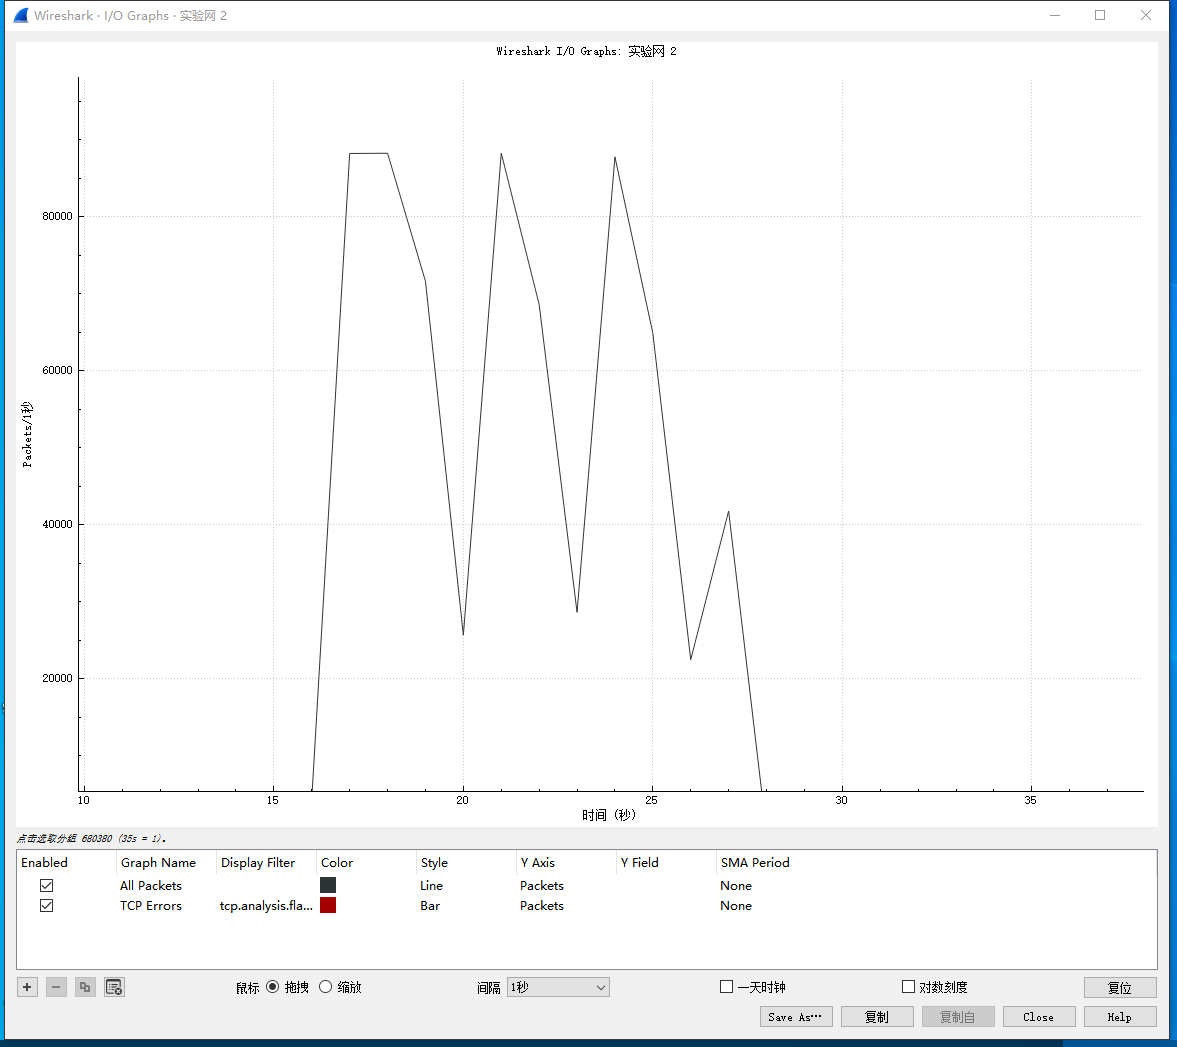 Wireshark · I/O Graphs · 实验网 2
Wireshark I/O Graphs: 实验网 2
80000
60000
40000
20000
Packets/1秒
10 15 20 25 30 35
时间 (秒)
点击选取分组 680380 (35s = 1)。
Enabled Graph Name Display Filter Color Style Y Axis Y Field SMA Period
All Packets Line Packets None
TCP Errors tcp.analysis.fla... Bar Packets None
鼠标 拖拽 缩放 间隔 1秒 一天时钟 对数刻度 复位
Save As… 复制 复制自 Close Help